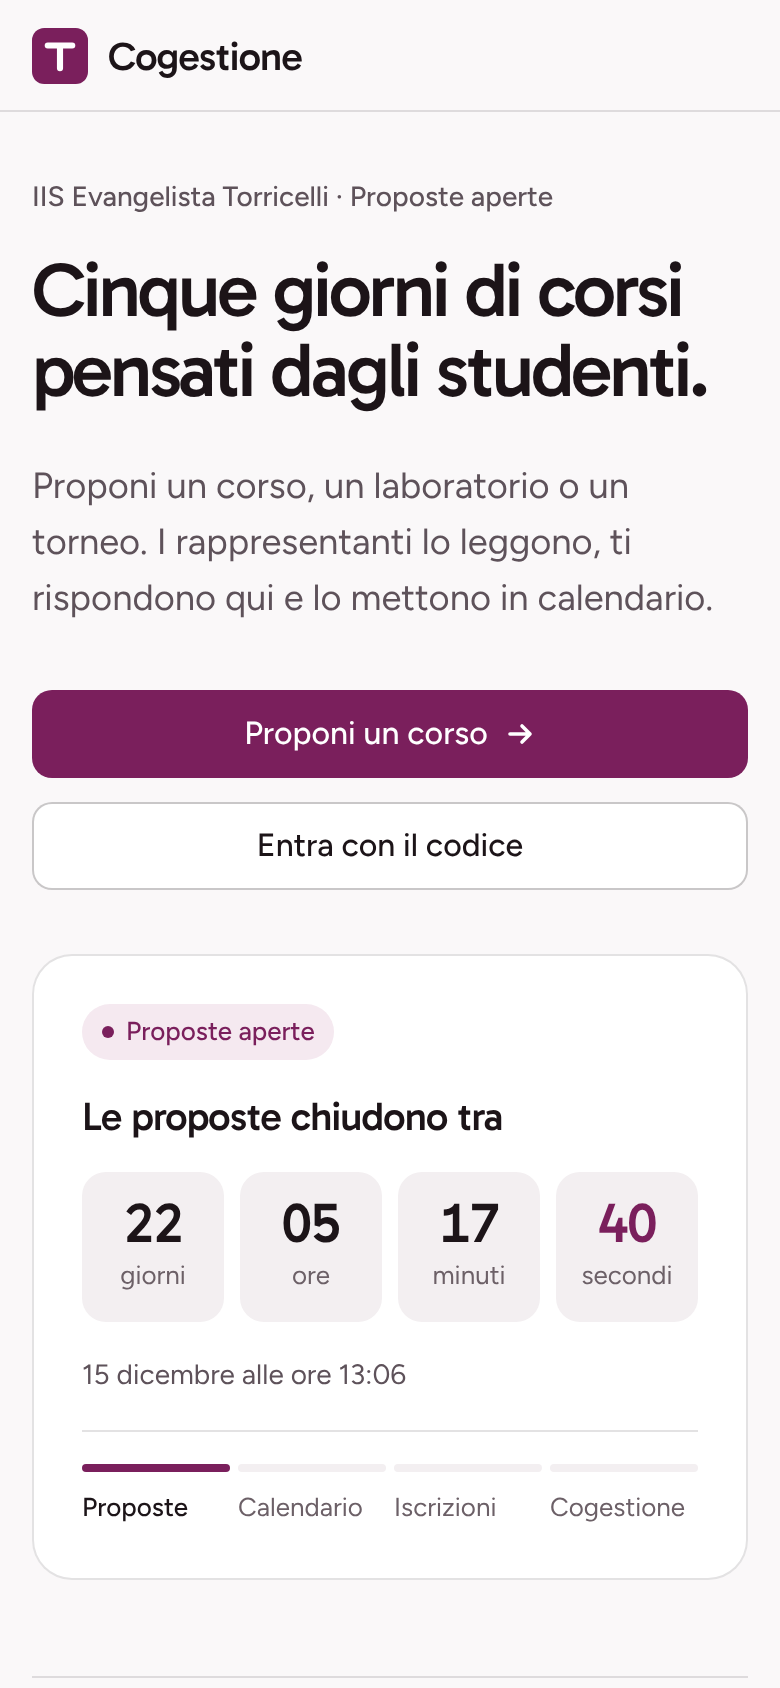 T Cogestione
IIS Evangelista Torricelli · Proposte aperte
Cinque giorni di corsi
pensati dagli studenti.
Proponi un corso, un laboratorio o un
torneo. I rappresentanti lo leggono, ti
rispondono qui e lo mettono in calendario.
Proponi un corso →
Entra con il codice
Proposte aperte
Le proposte chiudono tra
22 05 17 40
giorni ore minuti secondi
15 dicembre alle ore 13:06
Proposte Calendario Iscrizioni Cogestione